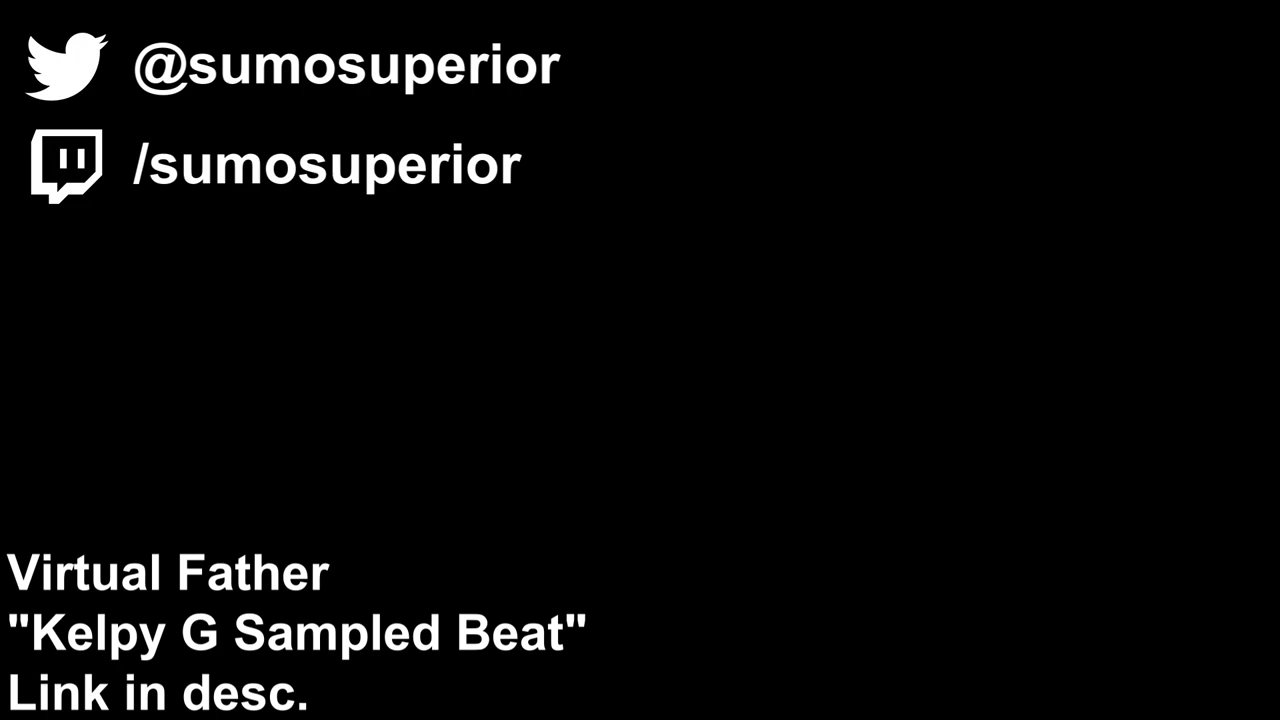 @sumosuperior
/sumosuperior
Virtual Father
"Kelpy G Sampled Beat"
Link in desc.